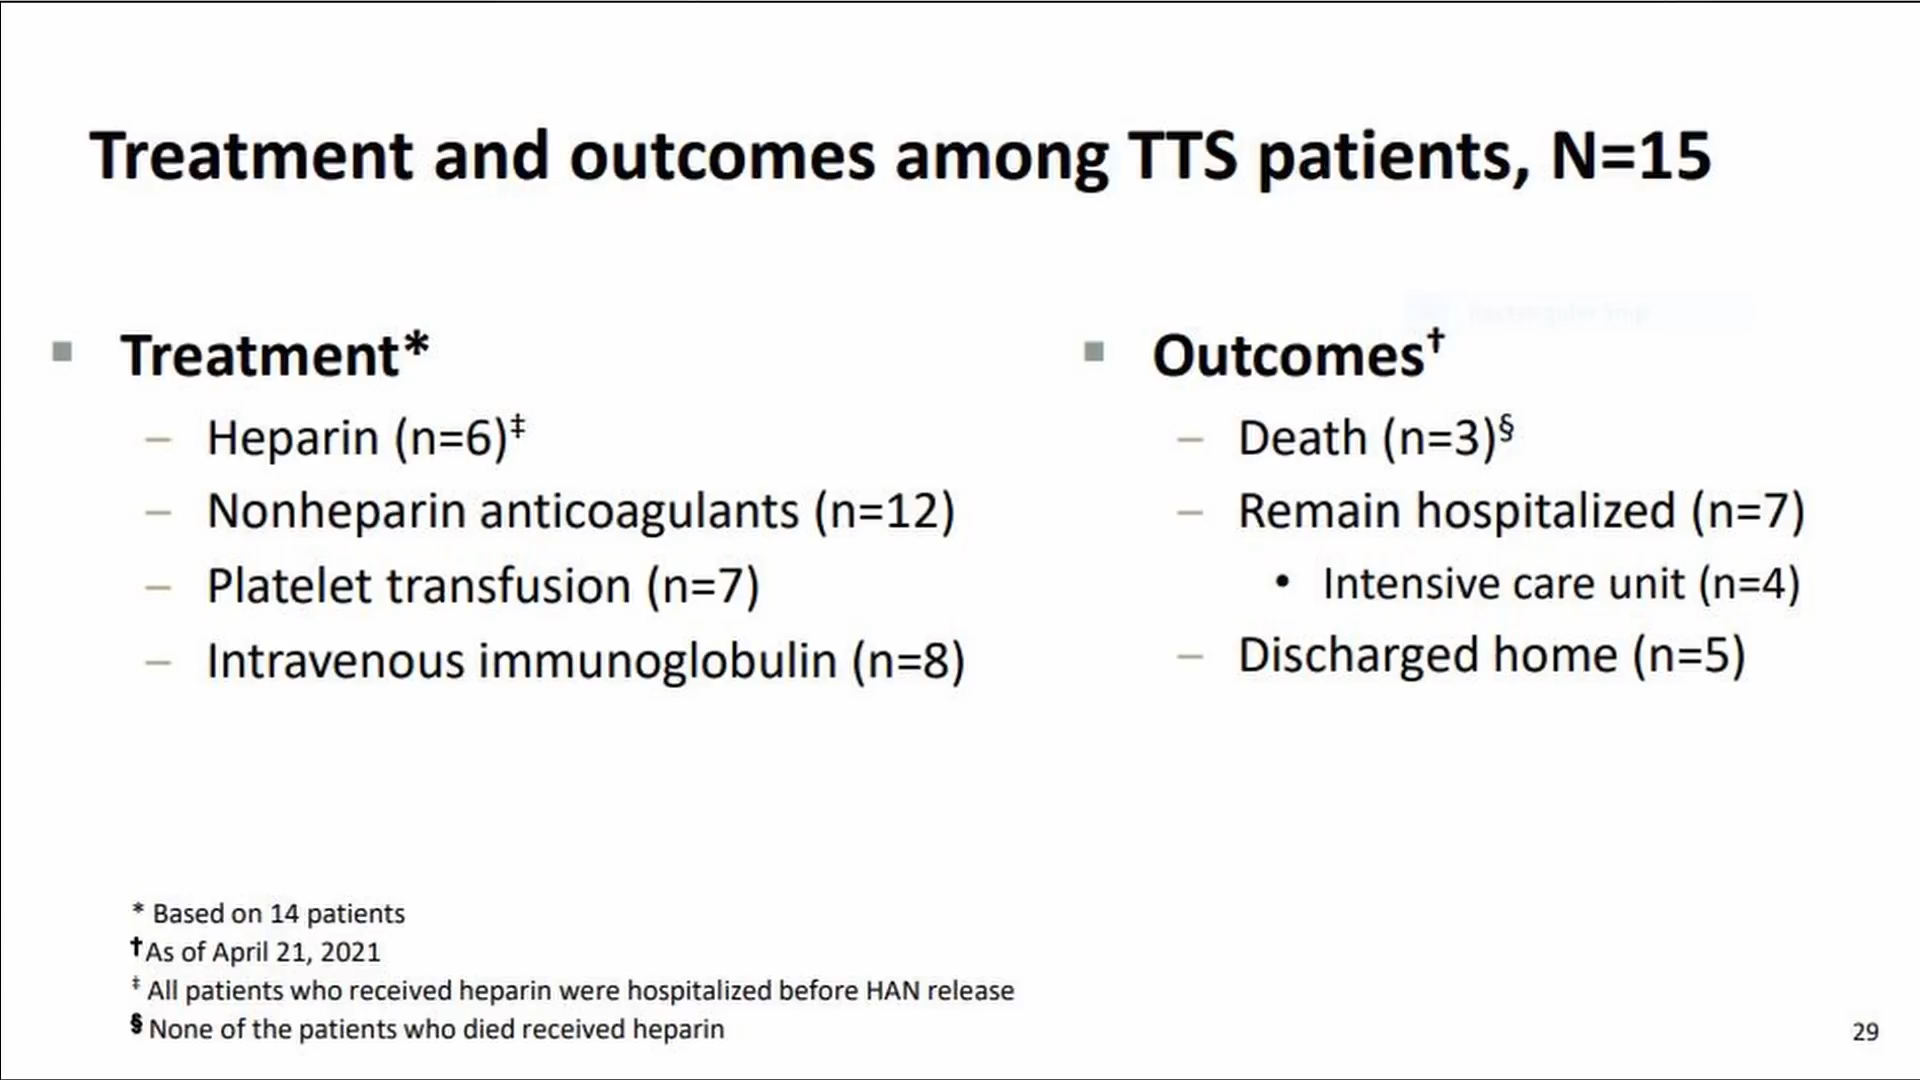 Treatment and outcomes among TTS patients, N=15
Treatment*
– Heparin (n=6)‡
– Nonheparin anticoagulants (n=12)
– Platelet transfusion (n=7)
– Intravenous immunoglobulin (n=8)
Outcomes†
– Death (n=3)§
– Remain hospitalized (n=7)
• Intensive care unit (n=4)
– Discharged home (n=5)
* Based on 14 patients
† As of April 21, 2021
‡ All patients who received heparin were hospitalized before HAN release
§ None of the patients who died received heparin
29